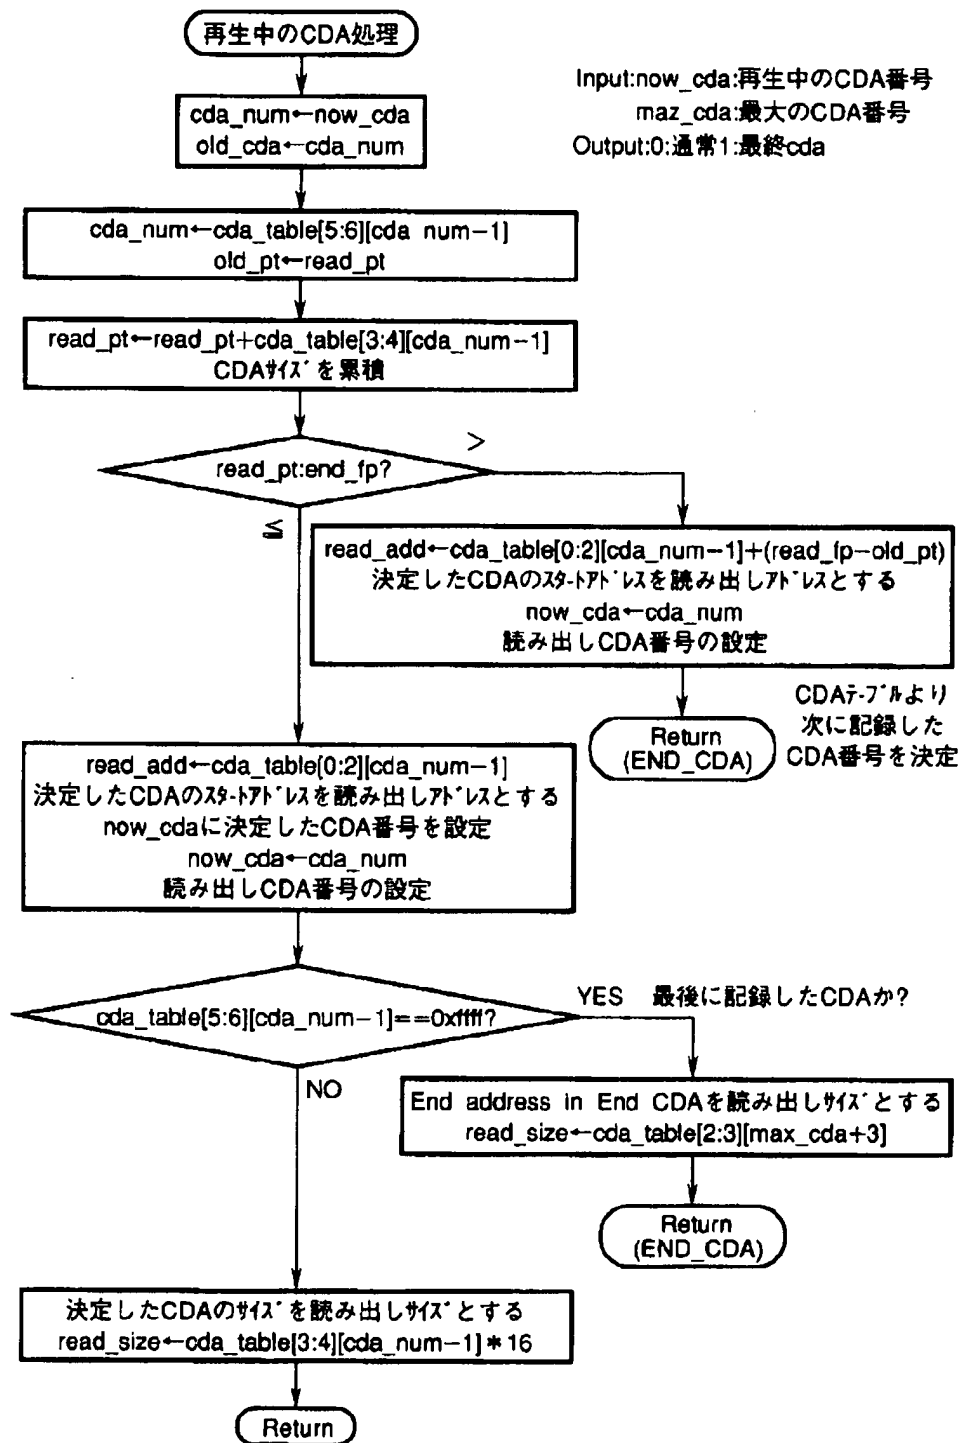 再生中のCDA処理
Input:now_cda:再生中のCDA番号
maz_cda:最大のCDA番号
Output:0:通常1:最終cda
cda_num←now_cda
old_cda←cda_num
cda_num←cda_table[5:6][cda num−1]
old_pt←read_pt
read_pt←read_pt+cda_table[3:4][cda_num−1]
CDAｻｲｽﾞを累積
read_pt:end_fp?
>
≦
read_add←cda_table[0:2][cda_num−1]+(read_fp−old_pt)
決定したCDAのｽﾀｰﾄｱﾄﾞﾚｽを読み出しｱﾄﾞﾚｽとする
now_cda←cda_num
読み出しCDA番号の設定
CDAﾃｰﾌﾞﾙより
次に記録した
CDA番号を決定
Return
(END_CDA)
read_add←cda_table[0:2][cda_num−1]
決定したCDAのｽﾀｰﾄｱﾄﾞﾚｽを読み出しｱﾄﾞﾚｽとする
now_cdaに決定したCDA番号を設定
now_cda←cda_num
読み出しCDA番号の設定
cda_table[5:6][cda_num−1]==0xffff?
YES 最後に記録したCDAか?
NO
End address in End CDAを読み出しｻｲｽﾞとする
read_size←cda_table[2:3][max_cda+3]
Return
(END_CDA)
決定したCDAのｻｲｽﾞを読み出しｻｲｽﾞとする
read_size←cda_table[3:4][cda_num−1]*16
Return